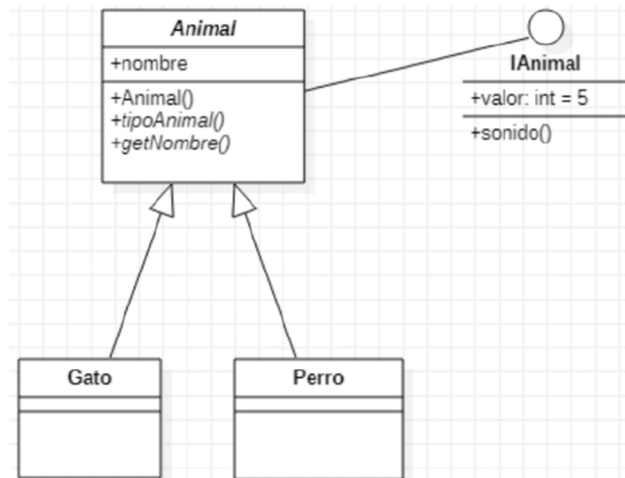 Animal
+nombre
+Animal()
+tipoAnimal()
+getNombre()
IAnimal
+valor: int = 5
+sonido()
Gato
Perro